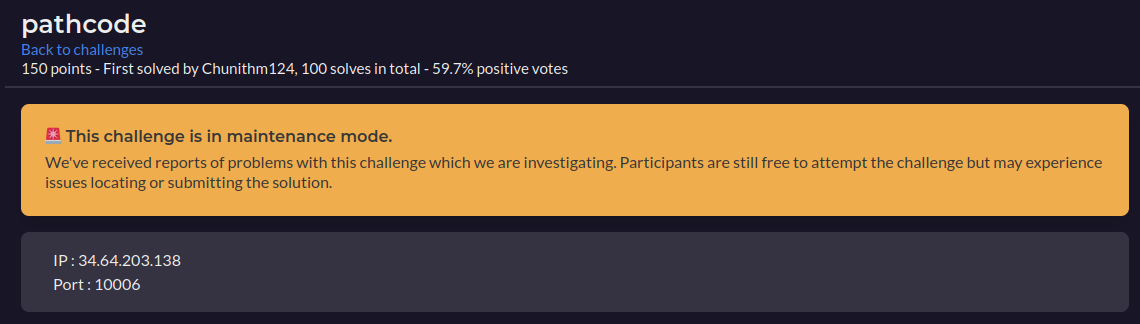 pathcode
Back to challenges
150 points - First solved by Chunithm124, 100 solves in total - 59.7% positive votes
🚨 This challenge is in maintenance mode.
We've received reports of problems with this challenge which we are investigating. Participants are still free to attempt the challenge but may experience
issues locating or submitting the solution.
IP : 34.64.203.138
Port : 10006